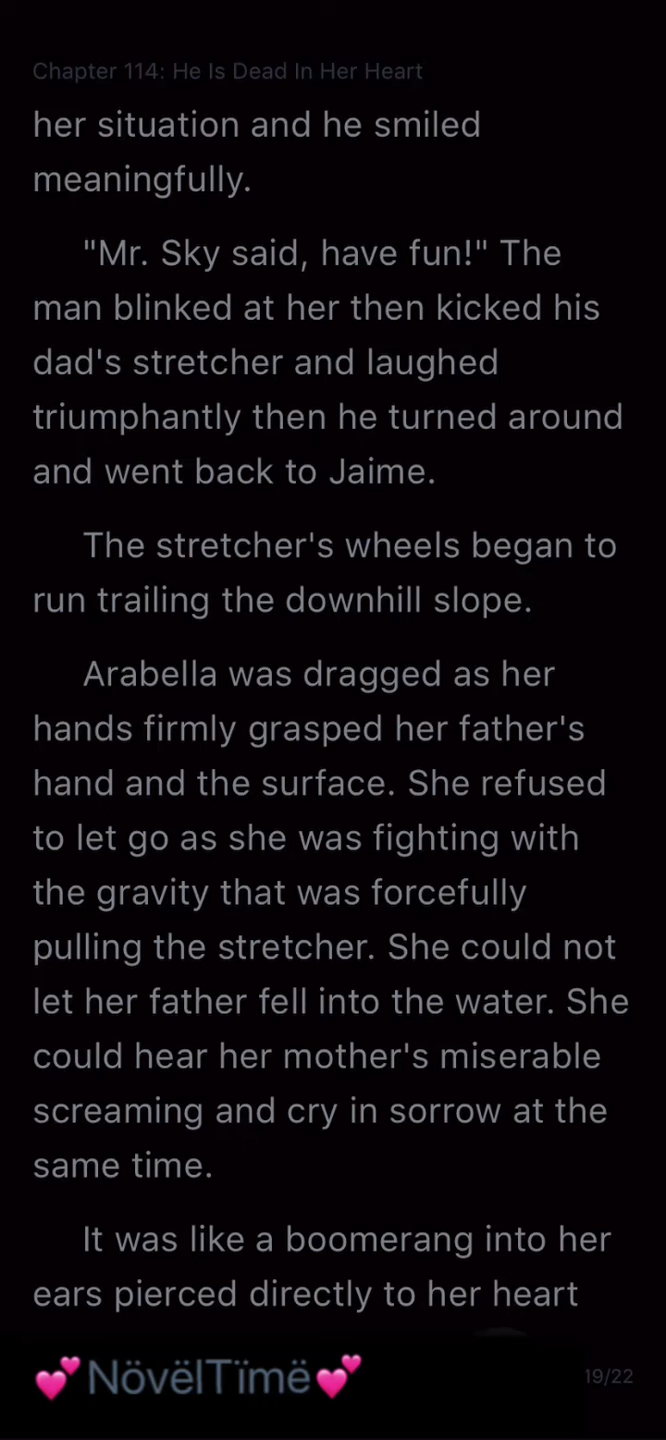 Chapter 114: He Is Dead In Her Heart
her situation and he smiled
meaningfully.
"Mr. Sky said, have fun!" The
man blinked at her then kicked his
dad's stretcher and laughed
triumphantly then he turned around
and went back to Jaime.
The stretcher's wheels began to
run trailing the downhill slope.
Arabella was dragged as her
hands firmly grasped her father's
hand and the surface. She refused
to let go as she was fighting with
the gravity that was forcefully
pulling the stretcher. She could not
let her father fell into the water. She
could hear her mother's miserable
screaming and cry in sorrow at the
same time.
It was like a boomerang into her
ears pierced directly to her heart
💕NövëlTïmë💕
19/22